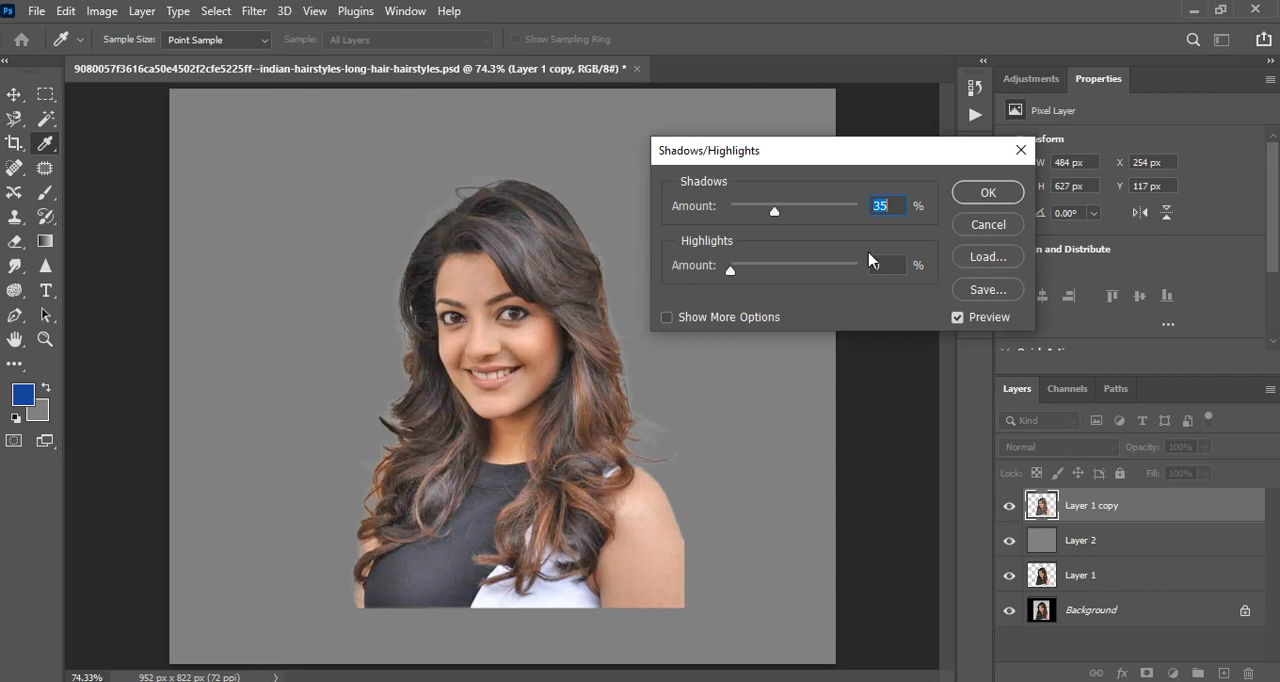 Ps File Edit Image Layer Type Select Filter 3D View Plugins Window Help
Sample Size: Point Sample Sample: All Layers Show Sampling Ring
9080057f3616ca50e4502f2cfe5225ff--indian-hairstyles-long-hair-hairstyles.psd @ 74.3% (Layer 1 copy, RGB/8#) *
Adjustments Properties
Pixel Layer
W 484 px X 254 px
H 627 px Y 117 px
0.00°
Shadows/Highlights
Shadows
Amount: 35 %
Highlights
Amount: %
Show More Options
OK
Cancel
Load...
Save...
Preview
Layers Channels Paths
Kind
Normal Opacity: 100%
Lock: Fill: 100%
Layer 1 copy
Layer 2
Layer 1
Background
fx
74.33% 952 px x 822 px (72 ppi)